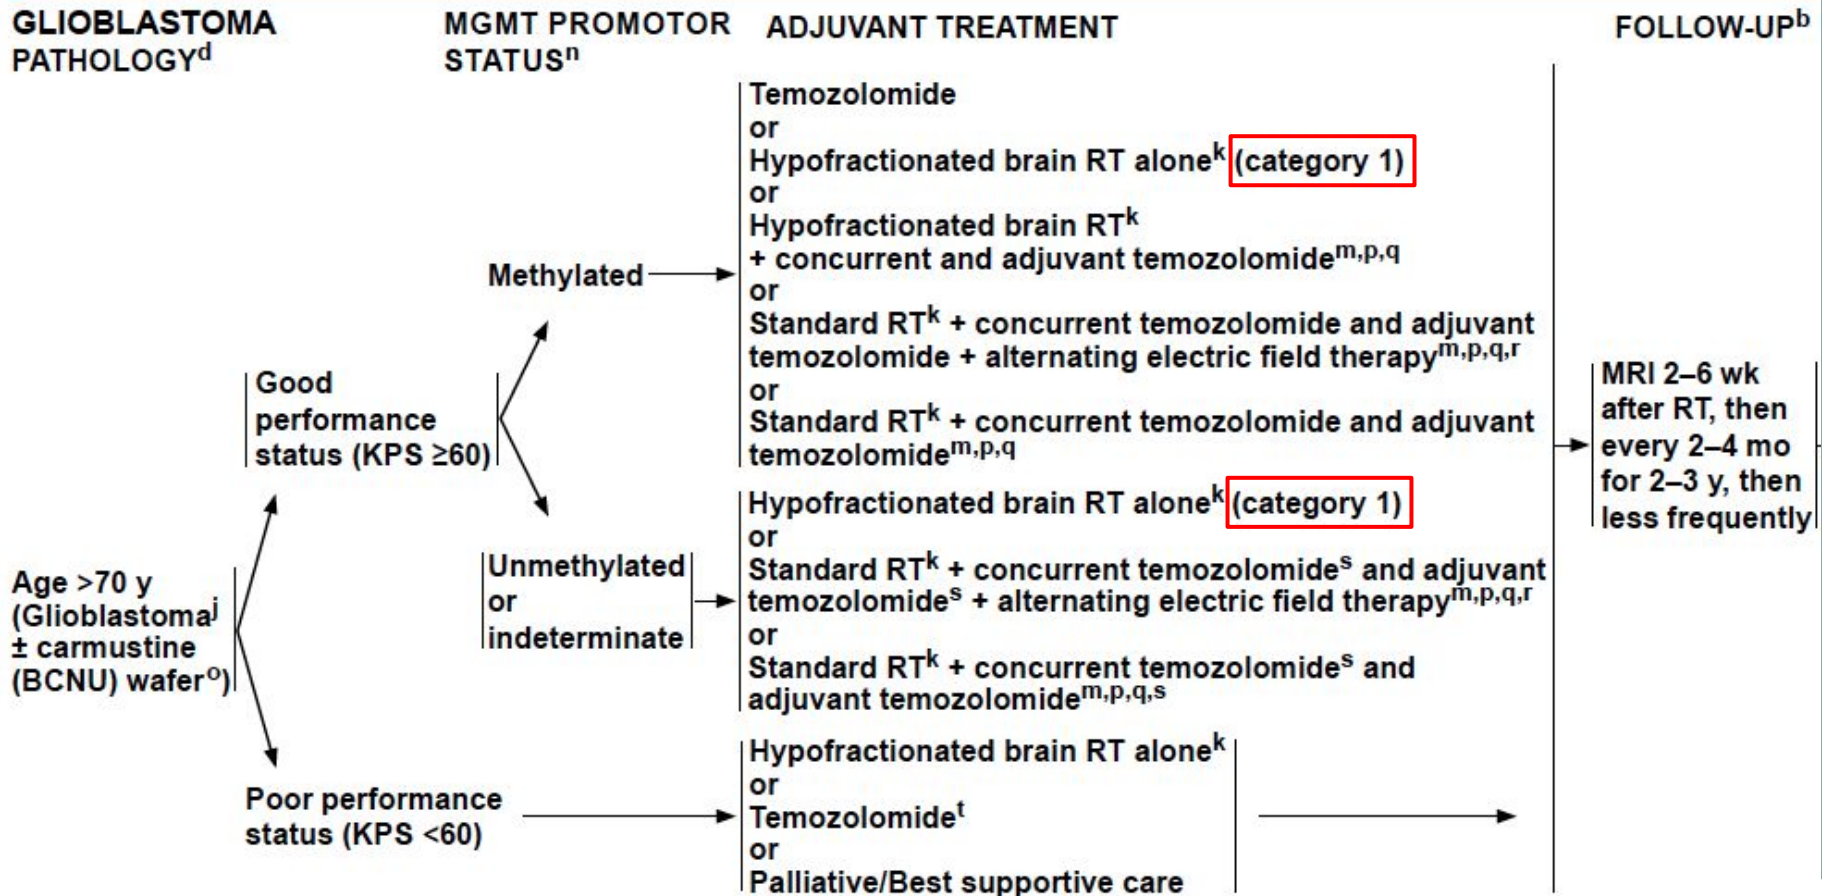 GLIOBLASTOMA
PATHOLOGYᵈ
MGMT PROMOTOR
STATUSⁿ
ADJUVANT TREATMENT
FOLLOW-UPᵇ
Age >70 y
(Glioblastomaʲ
± carmustine
(BCNU) waferᵒ)
Good
performance
status (KPS ≥60)
Methylated
Temozolomide
or
Hypofractionated brain RT aloneᵏ (category 1)
or
Hypofractionated brain RTᵏ
+ concurrent and adjuvant temozolomideᵐ,ᵖ,q
or
Standard RTᵏ + concurrent temozolomide and adjuvant
temozolomide + alternating electric field therapyᵐ,ᵖ,q,ʳ
or
Standard RTᵏ + concurrent temozolomide and adjuvant
temozolomideᵐ,ᵖ,q
Unmethylated
or
indeterminate
Hypofractionated brain RT aloneᵏ (category 1)
or
Standard RTᵏ + concurrent temozolomideˢ and adjuvant
temozolomideˢ + alternating electric field therapyᵐ,ᵖ,q,ʳ
or
Standard RTᵏ + concurrent temozolomideˢ and
adjuvant temozolomideᵐ,ᵖ,q,ˢ
Poor performance
status (KPS <60)
Hypofractionated brain RT aloneᵏ
or
Temozolomideᵗ
or
Palliative/Best supportive care
MRI 2–6 wk
after RT, then
every 2–4 mo
for 2–3 y, then
less frequently